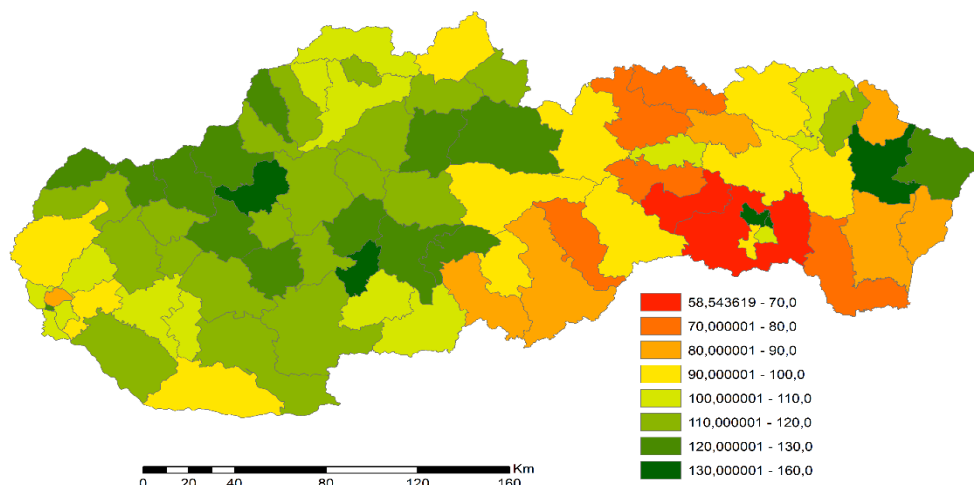 58,543619 - 70,0
70,000001 - 80,0
80,000001 - 90,0
90,000001 - 100,0
100,000001 - 110,0
110,000001 - 120,0
120,000001 - 130,0
130,000001 - 160,0
Km
0 20 40 80 120 160